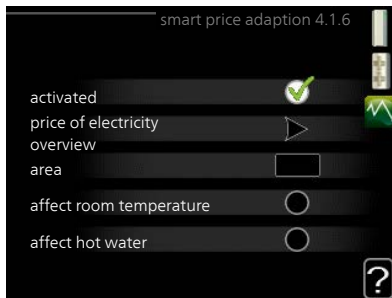 smart price adaption 4.1.6
activated
price of electricity
overview
area
affect room temperature
affect hot water
?